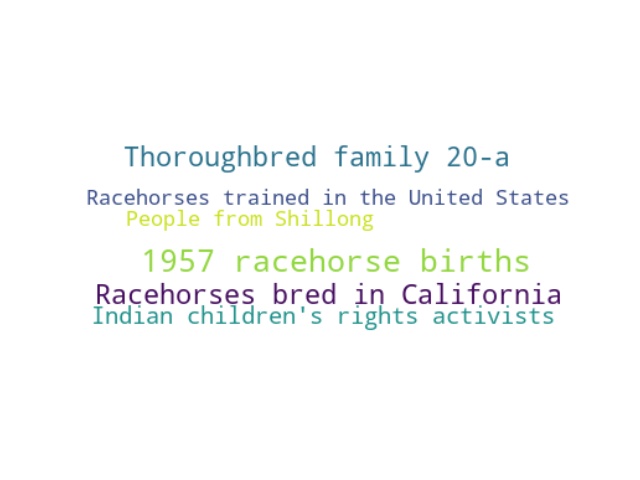 Thoroughbred family 20-a
Racehorses trained in the United States
People from Shillong
1957 racehorse births
Racehorses bred in California
Indian children's rights activists